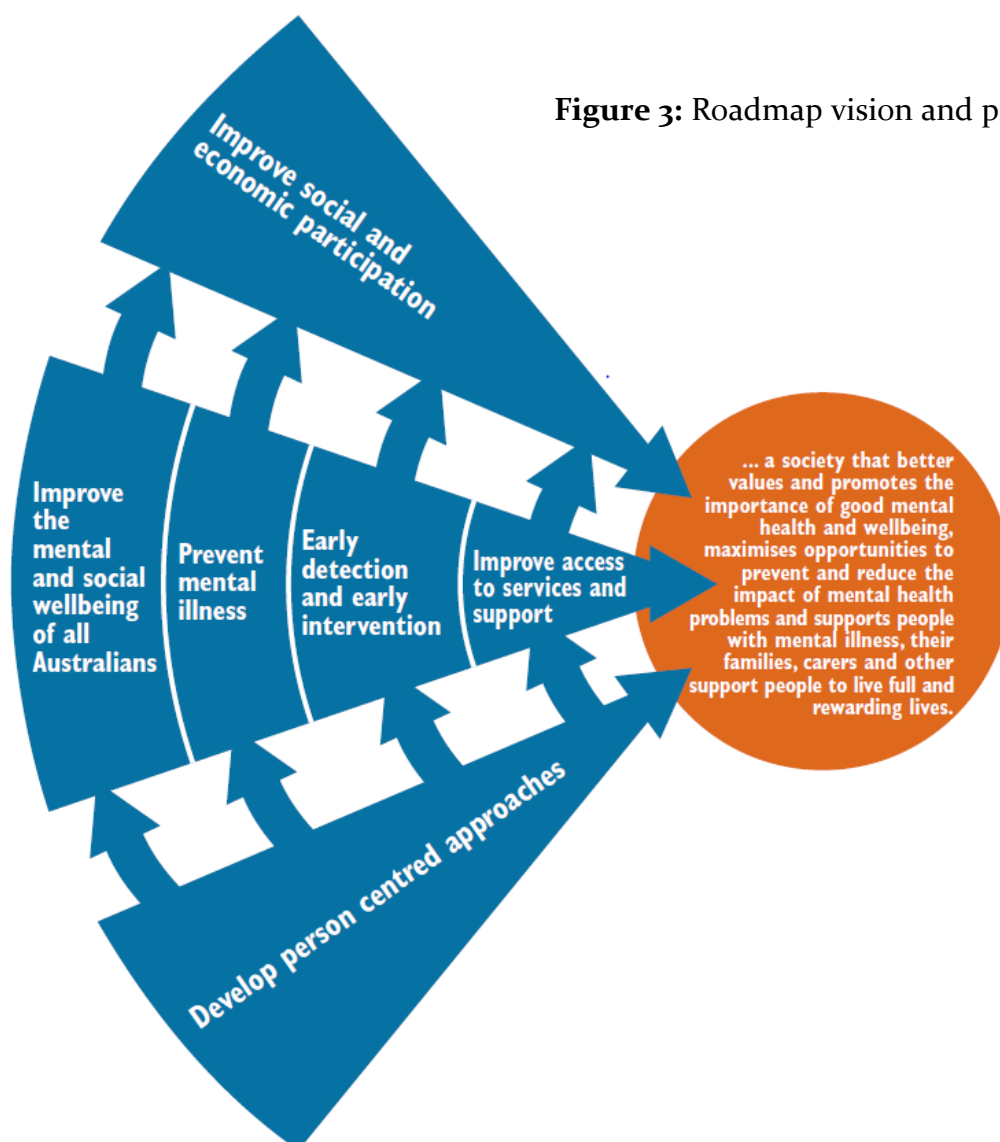 Figure 3: Roadmap vision and p
Improve social and
economic participation
Improve
the
mental
and social
wellbeing
of all
Australians
Prevent
mental
illness
Early
detection
and early
intervention
Improve access
to services and
support
... a society that better
values and promotes the
importance of good mental
health and wellbeing,
maximises opportunities to
prevent and reduce the
impact of mental health
problems and supports people
with mental illness, their
families, carers and other
support people to live full and
rewarding lives.
Develop person centred approaches